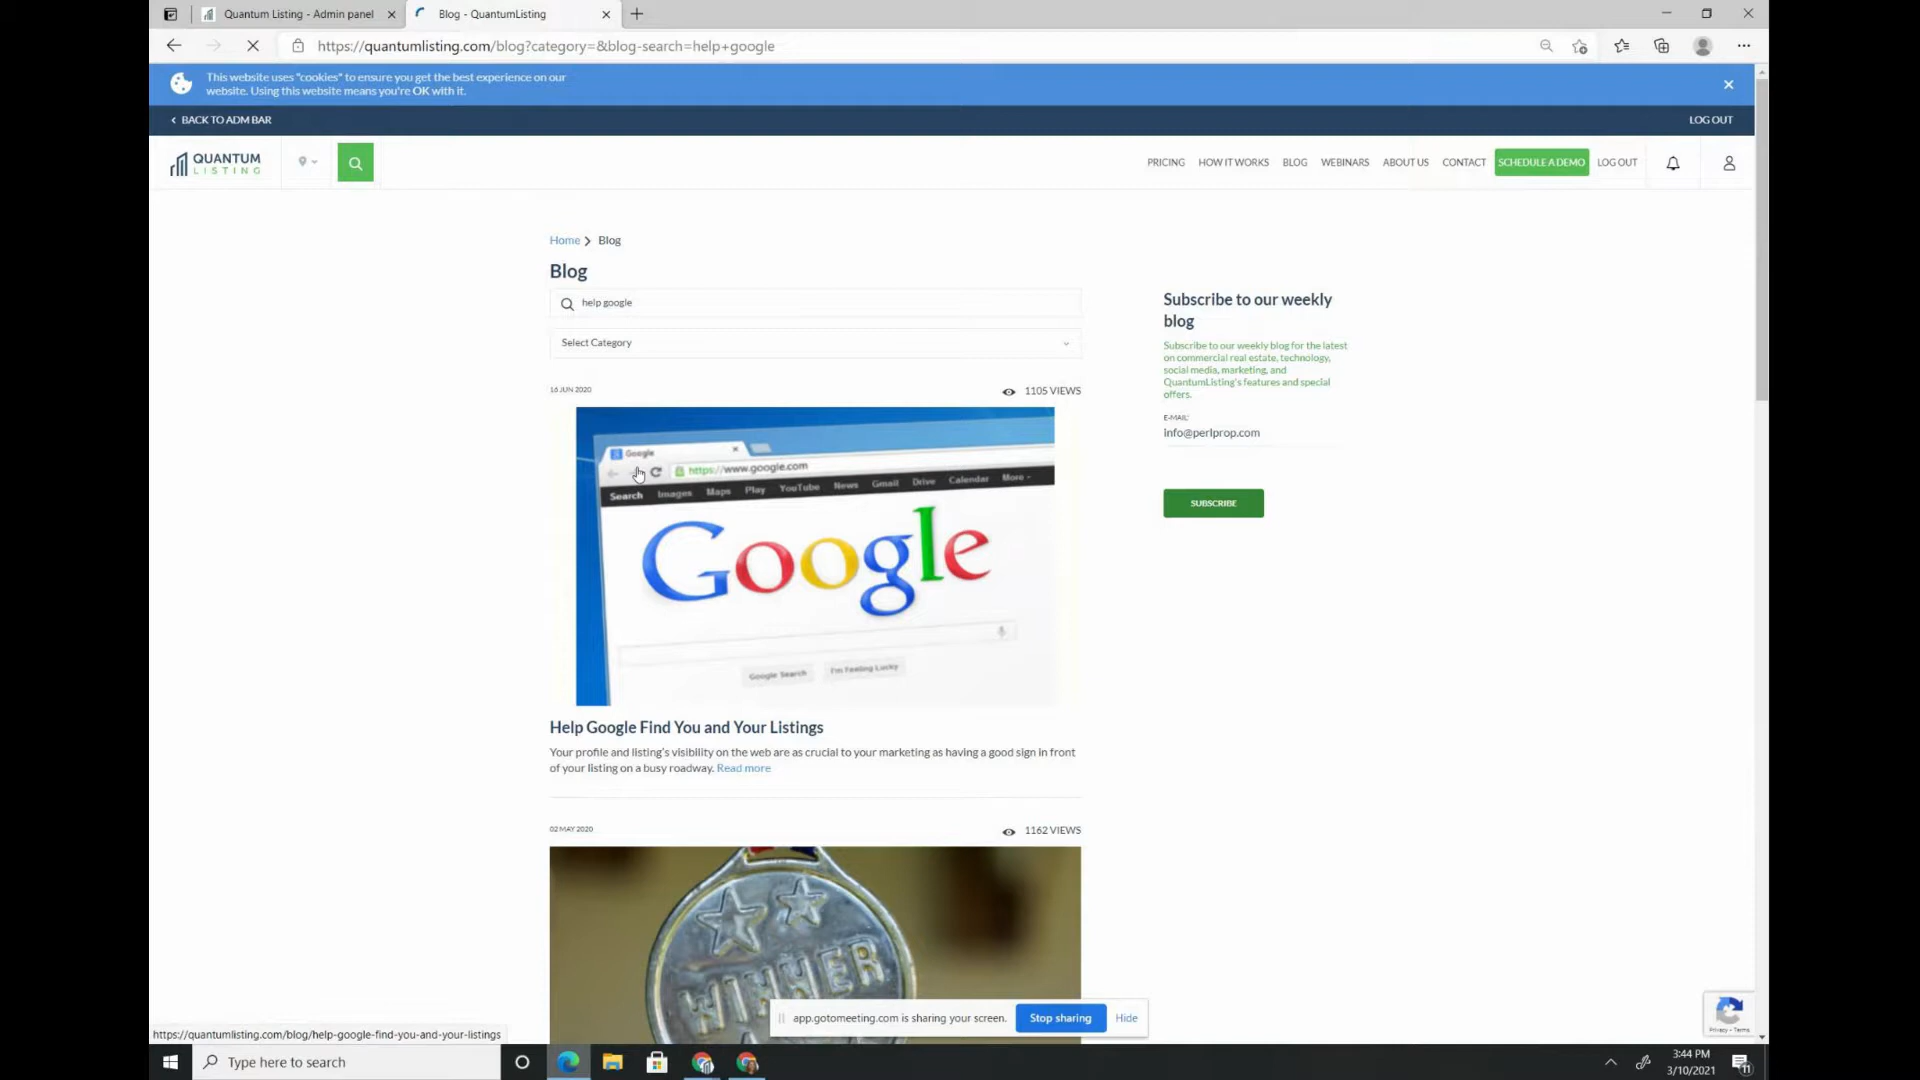 Quantum Listing - Admin panel
Blog - QuantumListing
https://quantumlisting.com/blog?category=&blog-search=help+google
This website uses "cookies" to ensure you get the best experience on our
website. Using this website means you're OK with it.
BACK TO ADM BAR
LOG OUT
QUANTUM
LISTING
PRICING
HOW IT WORKS
BLOG
WEBINARS
ABOUT US
CONTACT
SCHEDULE A DEMO
LOG OUT
Home
Blog
Blog
help google
Select Category
16 JUN 2020
1105 VIEWS
Google
https://www.google.com
Search Images Maps Play YouTube News Gmail Drive Calendar More
Google
Google Search
I'm Feeling Lucky
Help Google Find You and Your Listings
Your profile and listing's visibility on the web are as crucial to your marketing as having a good sign in front
of your listing on a busy roadway. Read more
02 MAY 2020
1162 VIEWS
WINNER
Subscribe to our weekly
blog
Subscribe to our weekly blog for the latest
on commercial real estate, technology,
social media, marketing, and
QuantumListing's features and special
offers.
E-MAIL*
info@perlprop.com
SUBSCRIBE
app.gotomeeting.com is sharing your screen.
Stop sharing
Hide
Privacy - Terms
https://quantumlisting.com/blog/help-google-find-you-and-your-listings
Type here to search
3:44 PM
3/10/2021
11